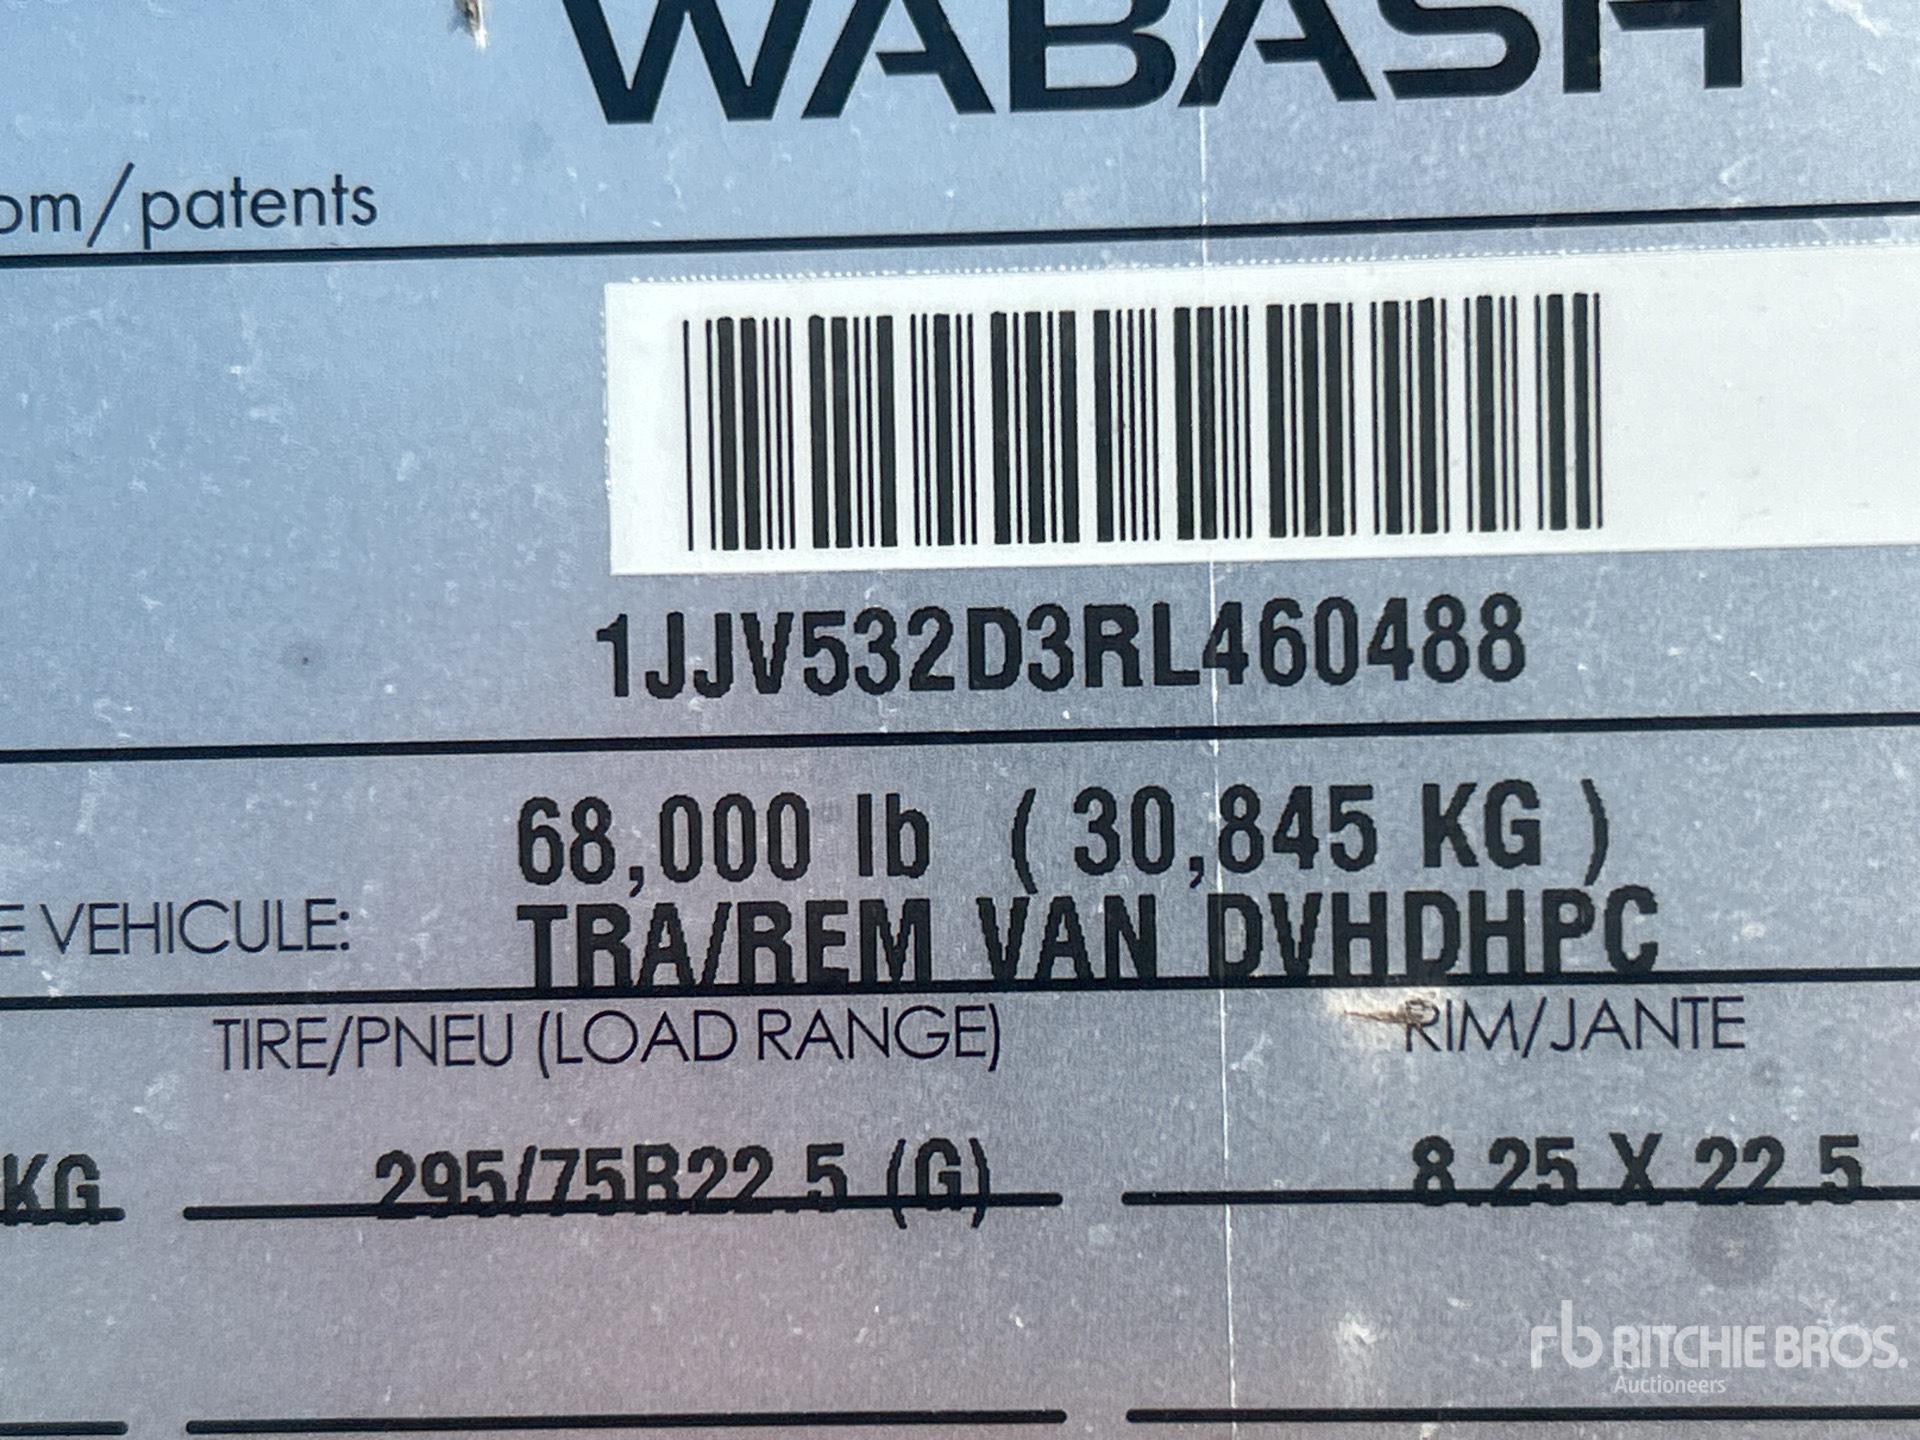 WABASH
om/patents
1JJV532D3RL460488
68,000 lb ( 30,845 KG )
E VEHICULE: TRA/REM VAN DVHDHPC
TIRE/PNEU (LOAD RANGE) RIM/JANTE
KG 295/75R22.5 (G) 8.25 X 22.5
rb RITCHIE BROS.
Auctioneers